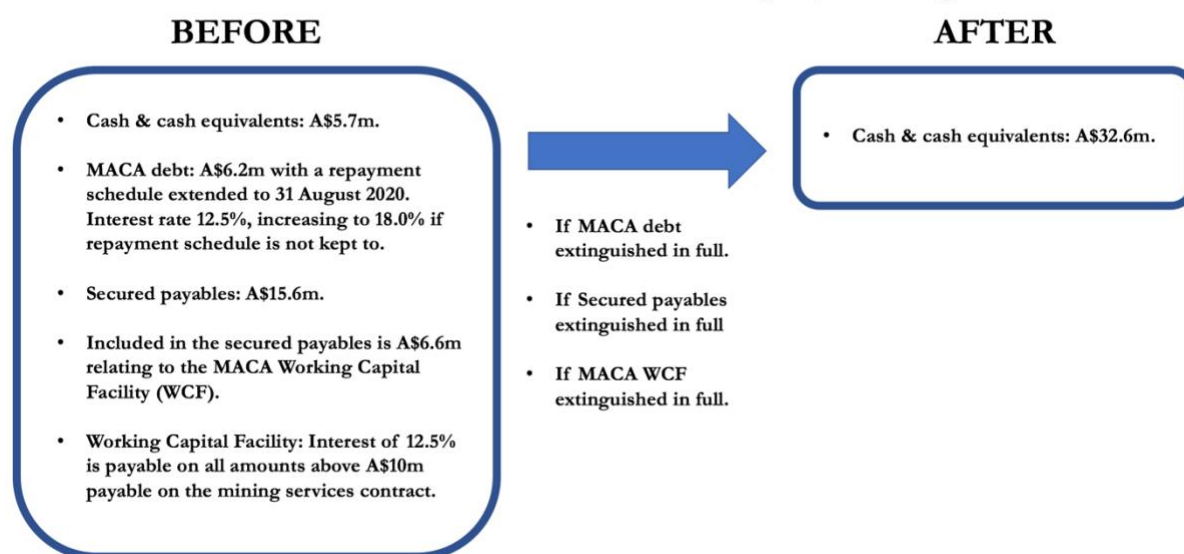 BEFORE
• Cash & cash equivalents: A$5.7m.
• MACA debt: A$6.2m with a repayment
schedule extended to 31 August 2020.
Interest rate 12.5%, increasing to 18.0% if
repayment schedule is not kept to.
• Secured payables: A$15.6m.
• Included in the secured payables is A$6.6m
relating to the MACA Working Capital
Facility (WCF).
• Working Capital Facility: Interest of 12.5%
is payable on all amounts above A$10m
payable on the mining services contract.
• If MACA debt
extinguished in full.
• If Secured payables
extinguished in full
• If MACA WCF
extinguished in full.
AFTER
• Cash & cash equivalents: A$32.6m.